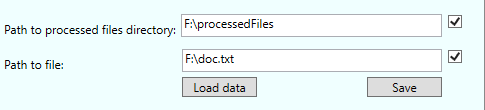 Path to processed files directory: F:\processedFiles
Path to file: F:\doc.txt
Load data Save